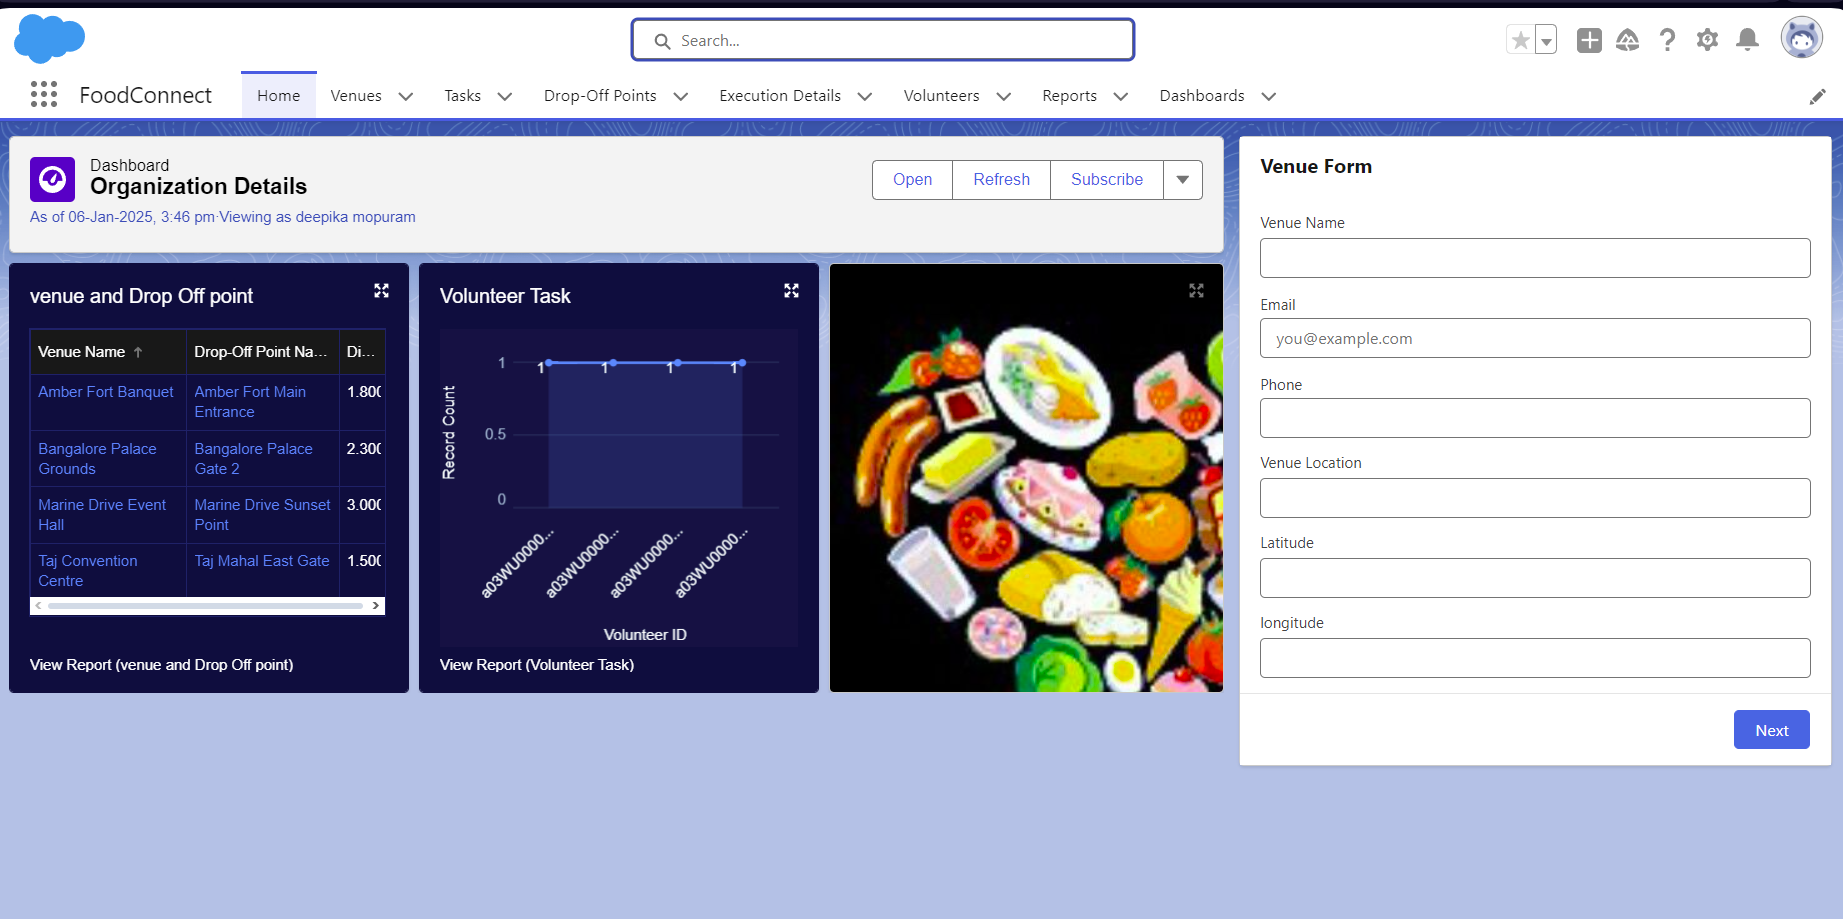 Search...
FoodConnect
Home
Venues
Tasks
Drop-Off Points
Execution Details
Volunteers
Reports
Dashboards
Dashboard
Organization Details
As of 06-Jan-2025, 3:46 pm·Viewing as deepika mopuram
Open
Refresh
Subscribe
venue and Drop Off point
Venue Name ↑ Drop-Off Point Na... Di...
Amber Fort Banquet
Amber Fort Main
Entrance
1.800
Bangalore Palace
Grounds
Bangalore Palace
Gate 2
2.300
Marine Drive Event
Hall
Marine Drive Sunset
Point
3.000
Taj Convention
Centre
Taj Mahal East Gate
1.500
View Report (venue and Drop Off point)
Volunteer Task
Record Count
1
0.5
0
1 1 1 1
a03WU0000... a03WU0000... a03WU0000... a03WU0000...
Volunteer ID
View Report (Volunteer Task)
Venue Form
Venue Name
Email
you@example.com
Phone
Venue Location
Latitude
longitude
Next